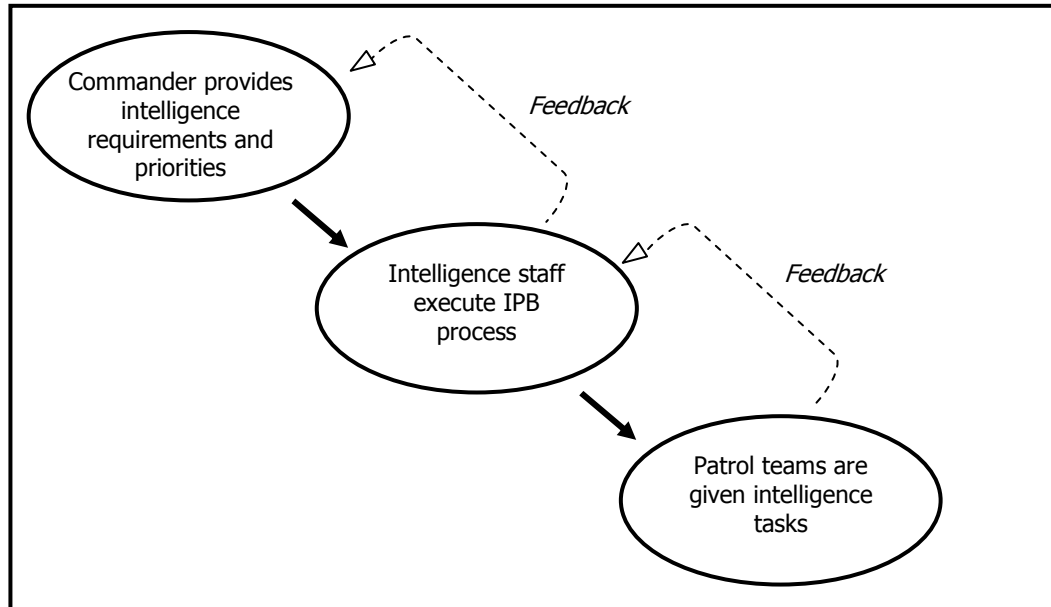 Commander provides
intelligence
requirements and
priorities
Feedback
Intelligence staff
execute IPB
process
Feedback
Patrol teams are
given intelligence
tasks